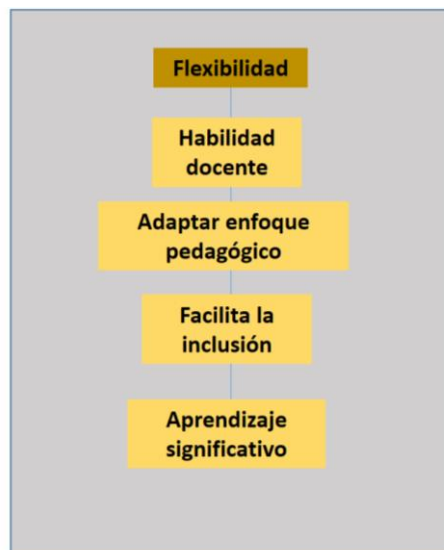 Flexibilidad
Habilidad
docente
Adaptar enfoque
pedagógico
Facilita la
inclusión
Aprendizaje
significativo